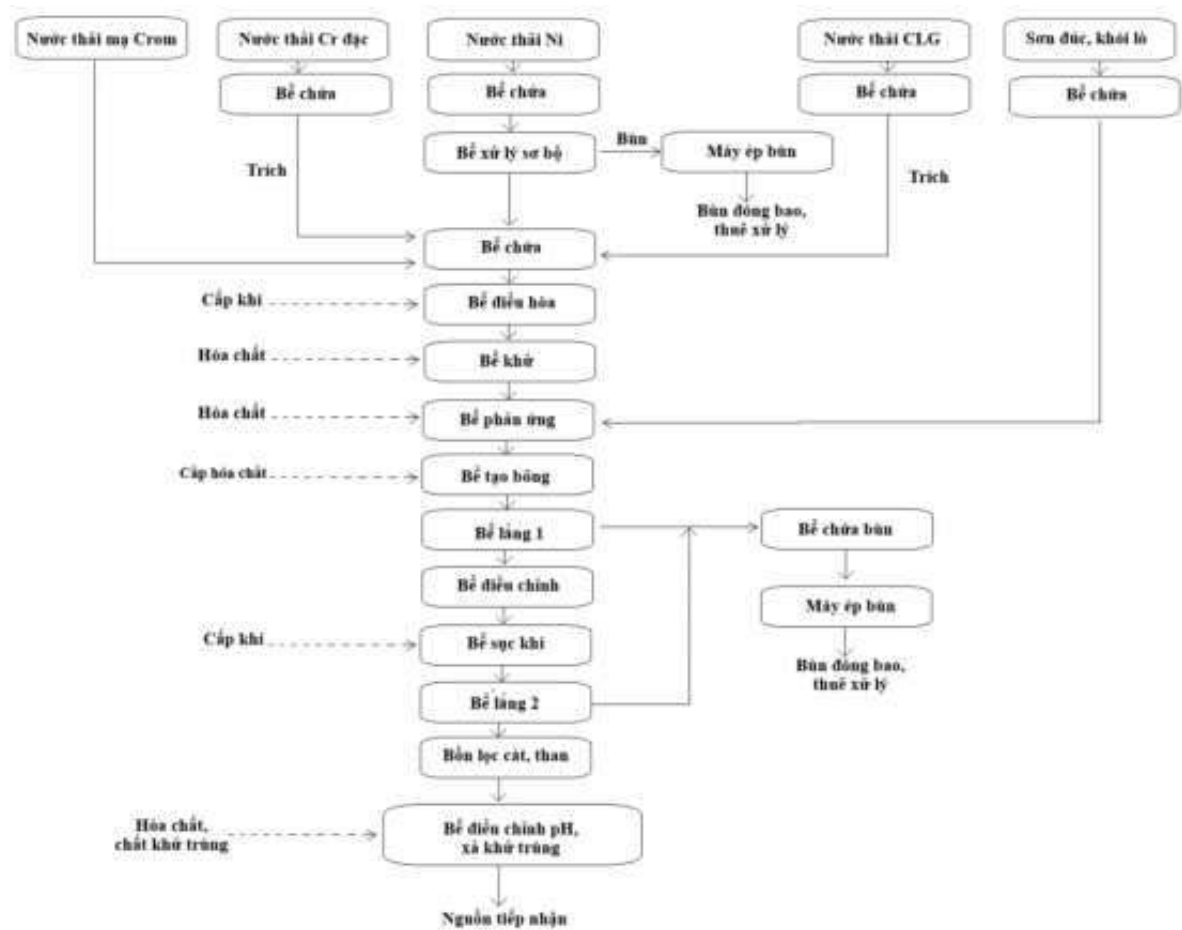 Nước thải mạ Crom
Nước thải Cr đặc
Nước thải Ni
Nước thải CLG
Sơn đúc, khói lò
Bể chứa
Bể chứa
Bể chứa
Bể chứa
Bể xử lý sơ bộ
Bùn
Máy ép bùn
Trích
Trích
Bùn đóng bao,
thuê xử lý
Bể chứa
Cấp khí
Bể điều hòa
Hóa chất
Bể khử
Hóa chất
Bể phản ứng
Cấp hóa chất
Bể tạo bông
Bể lắng 1
Bể chứa bùn
Bể điều chỉnh
Máy ép bùn
Cấp khí
Bể sục khí
Bùn đóng bao,
thuê xử lý
Bể lắng 2
Bồn lọc cát, than
Hóa chất,
chất khử trùng
Bể điều chỉnh pH,
xả khử trùng
Nguồn tiếp nhận